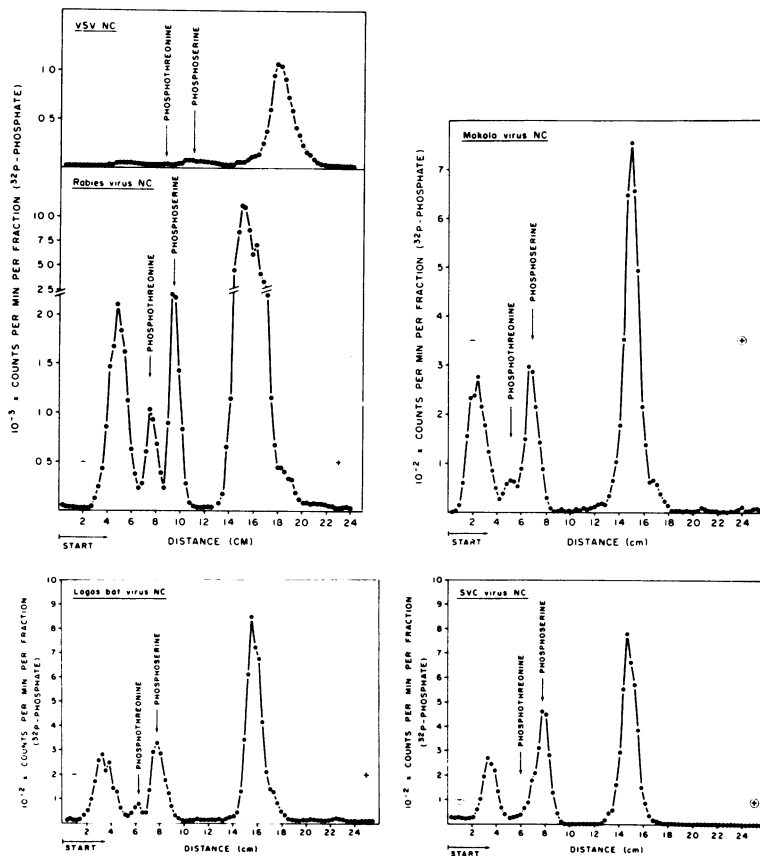 VSV NC
PHOSPHOTHREONINE
PHOSPHOSERINE
1.0
0.5
Rabies virus NC
PHOSPHOTHREONINE
PHOSPHOSERINE
10.0
7.5
5.0
2.5
2.0
1.5
1.0
0.5
-
+
10⁻³ x COUNTS PER MIN PER FRACTION (³²P-PHOSPHATE)
2 4 6 8 10 12 14 16 18 20 22 24
START
DISTANCE (CM)
Mokola virus NC
PHOSPHOTHREONINE
PHOSPHOSERINE
7
6
5
4
3
2
1
-
+
10⁻² x COUNTS PER MIN PER FRACTION (³²P-PHOSPHATE)
2 4 6 8 10 12 14 16 18 20 22 24
START
DISTANCE (cm)
Lagos bat virus NC
PHOSPHOTHREONINE
PHOSPHOSERINE
10
9
8
7
6
5
4
3
2
1
-
+
10⁻² x COUNTS PER MIN PER FRACTION
(³²P-PHOSPHATE)
2 4 6 8 10 12 14 16 18 20 22 24
START
DISTANCE (CM)
SVC virus NC
PHOSPHOTHREONINE
PHOSPHOSERINE
10
9
8
7
6
5
4
3
2
1
-
+
10⁻² x COUNTS PER MIN PER FRACTION
(³²P-PHOSPHATE)
2 4 6 8 10 12 14 16 18 20 22 24
START
DISTANCE (CM)